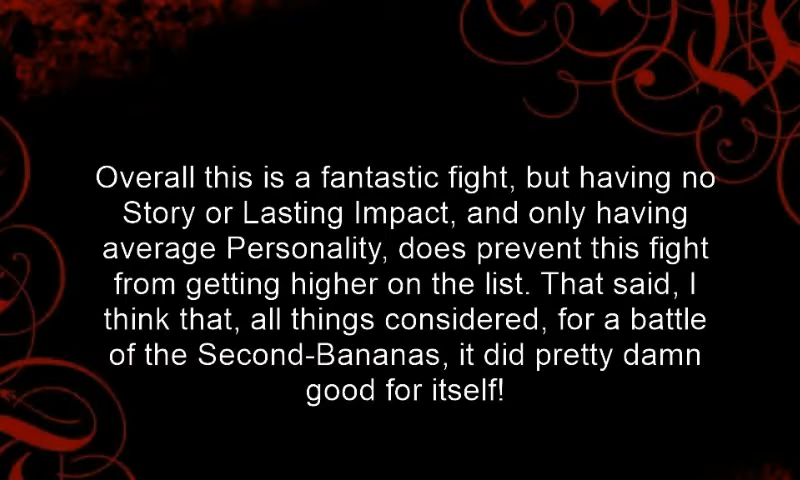 Overall this is a fantastic fight, but having no
Story or Lasting Impact, and only having
average Personality, does prevent this fight
from getting higher on the list. That said, I
think that, all things considered, for a battle
of the Second-Bananas, it did pretty damn
good for itself!